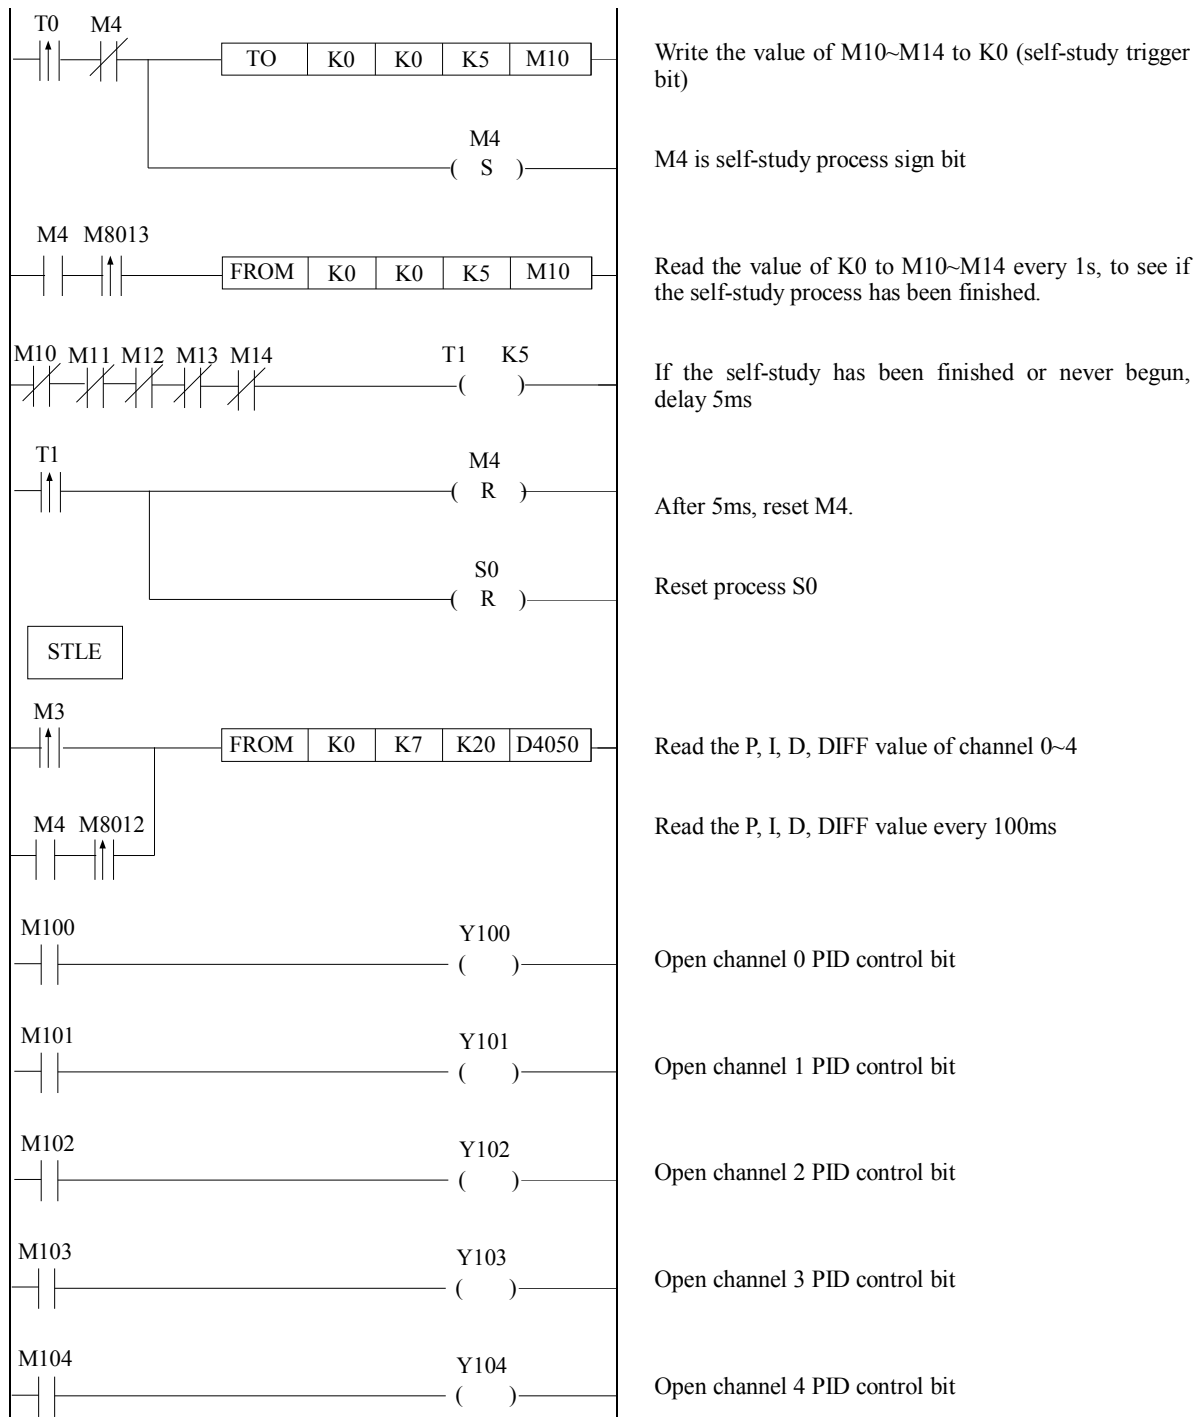 T0 M4
TO K0 K0 K5 M10
Write the value of M10~M14 to K0 (self-study trigger
bit)
M4
( S )
M4 is self-study process sign bit
M4 M8013
FROM K0 K0 K5 M10
Read the value of K0 to M10~M14 every 1s, to see if
the self-study process has been finished.
M10 M11 M12 M13 M14
T1 K5
( )
If the self-study has been finished or never begun,
delay 5ms
T1
M4
( R )
After 5ms, reset M4.
S0
( R )
Reset process S0
STLE
M3
FROM K0 K7 K20 D4050
Read the P, I, D, DIFF value of channel 0~4
M4 M8012
Read the P, I, D, DIFF value every 100ms
M100
Y100
( )
Open channel 0 PID control bit
M101
Y101
( )
Open channel 1 PID control bit
M102
Y102
( )
Open channel 2 PID control bit
M103
Y103
( )
Open channel 3 PID control bit
M104
Y104
( )
Open channel 4 PID control bit